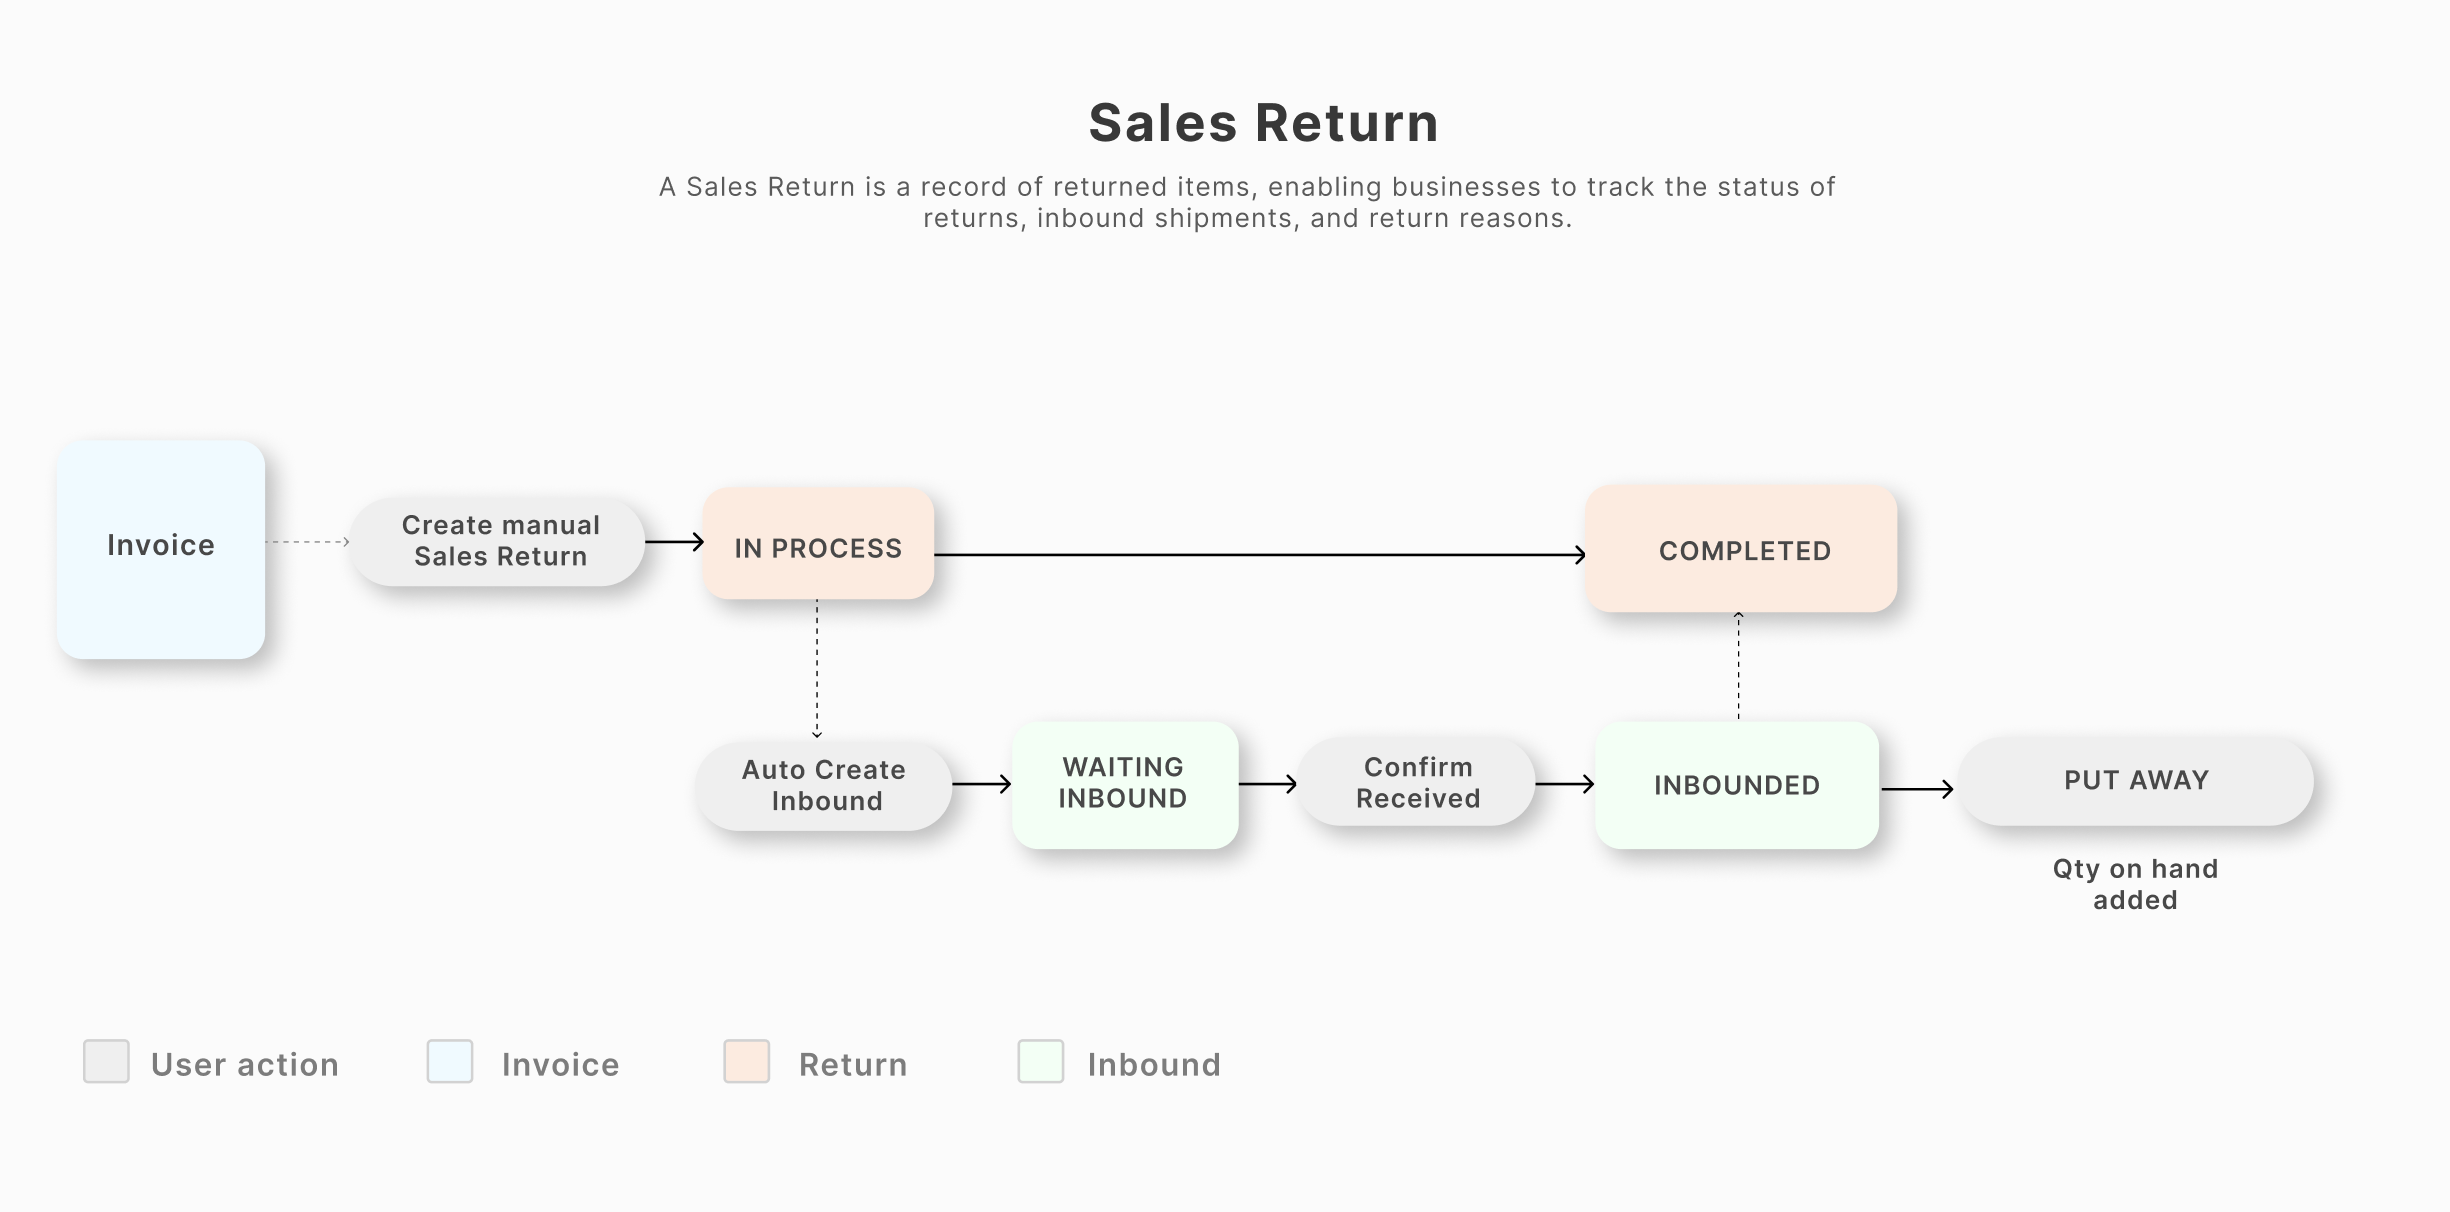 Sales Return
A Sales Return is a record of returned items, enabling businesses to track the status of
returns, inbound shipments, and return reasons.
Invoice
Create manual
Sales Return
IN PROCESS
COMPLETED
Auto Create
Inbound
WAITING
INBOUND
Confirm
Received
INBOUNDED
PUT AWAY
Qty on hand
added
User action
Invoice
Return
Inbound